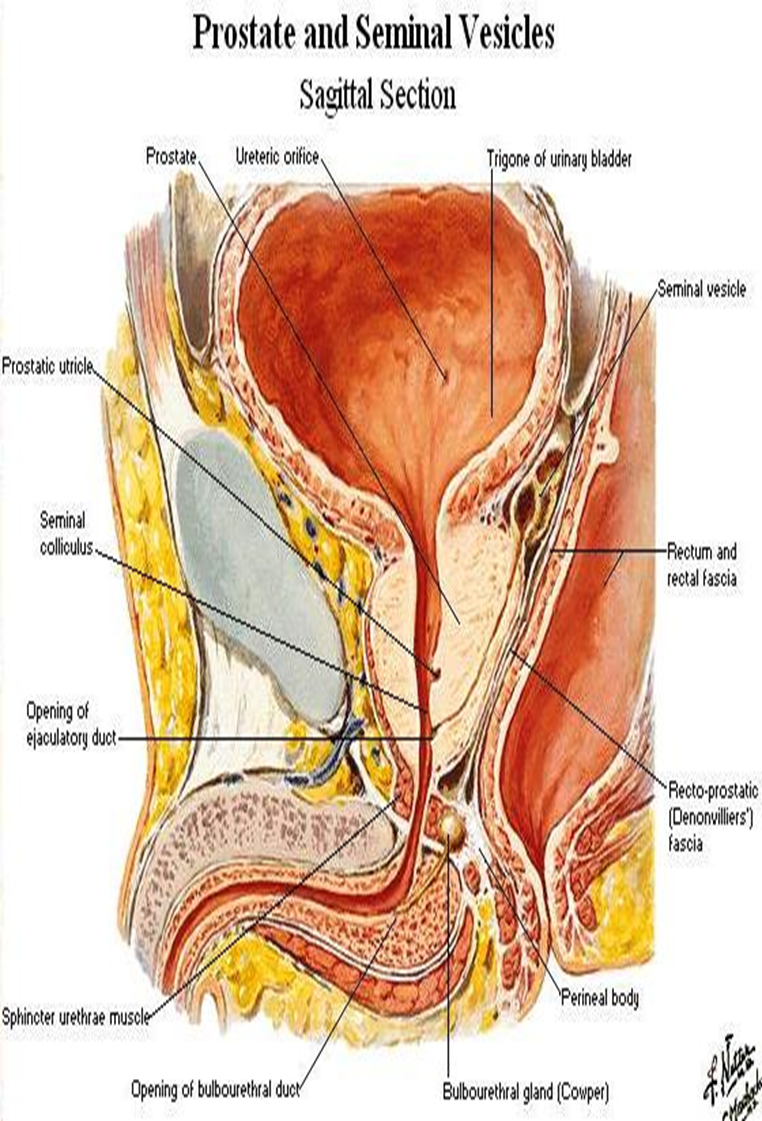 Prostate and Seminal Vesicles
Sagittal Section
Prostate
Ureteric orifice
Trigone of urinary bladder
Seminal vesicle
Prostatic utricle
Seminal
colliculus
Rectum and
rectal fascia
Opening of
ejaculatory duct
Recto-prostatic
(Denonvilliers')
fascia
Sphincter urethrae muscle
Perineal body
Opening of bulbourethral duct
Bulbourethral gland (Cowper)